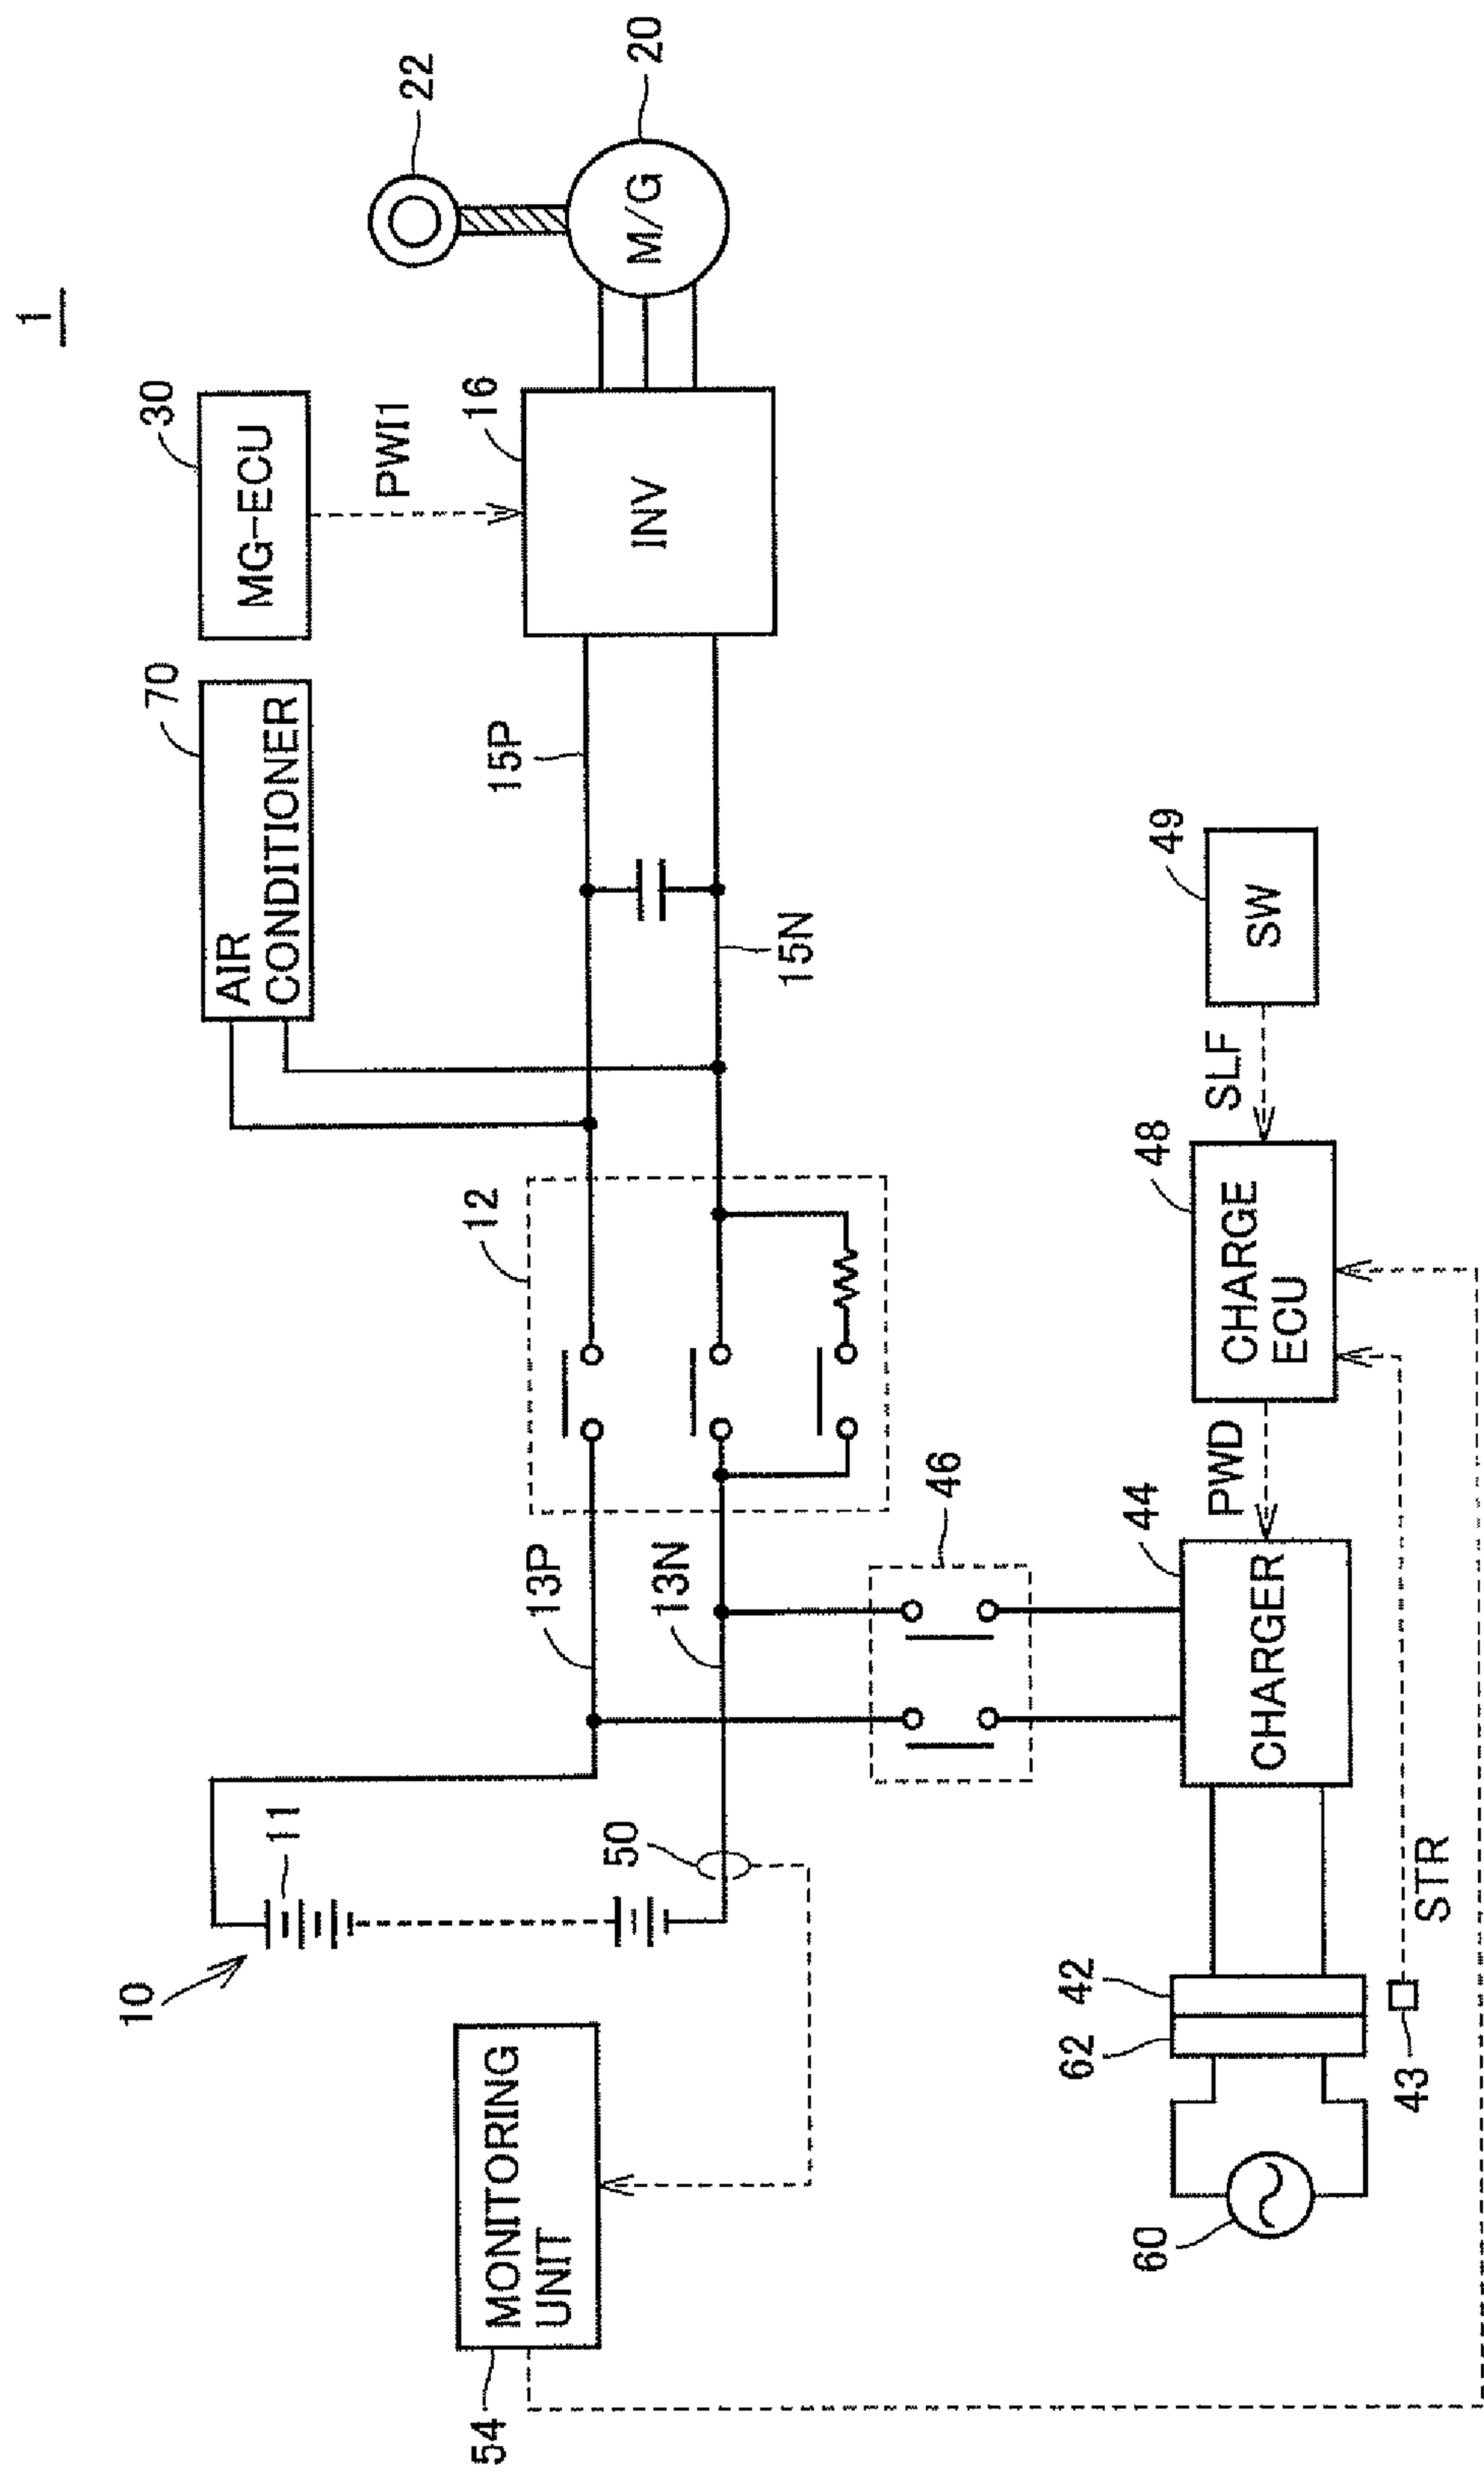 1
10
11
13P
13N
12
70
AIR
CONDITIONER
30
MG-ECU
PWI1
22
20
M/G
16
INV
15P
15N
54
MONITORING
UNIT
50
46
44
CHARGER
PWD
48
CHARGE
ECU
SLF
49
SW
60
62
42
43
STR